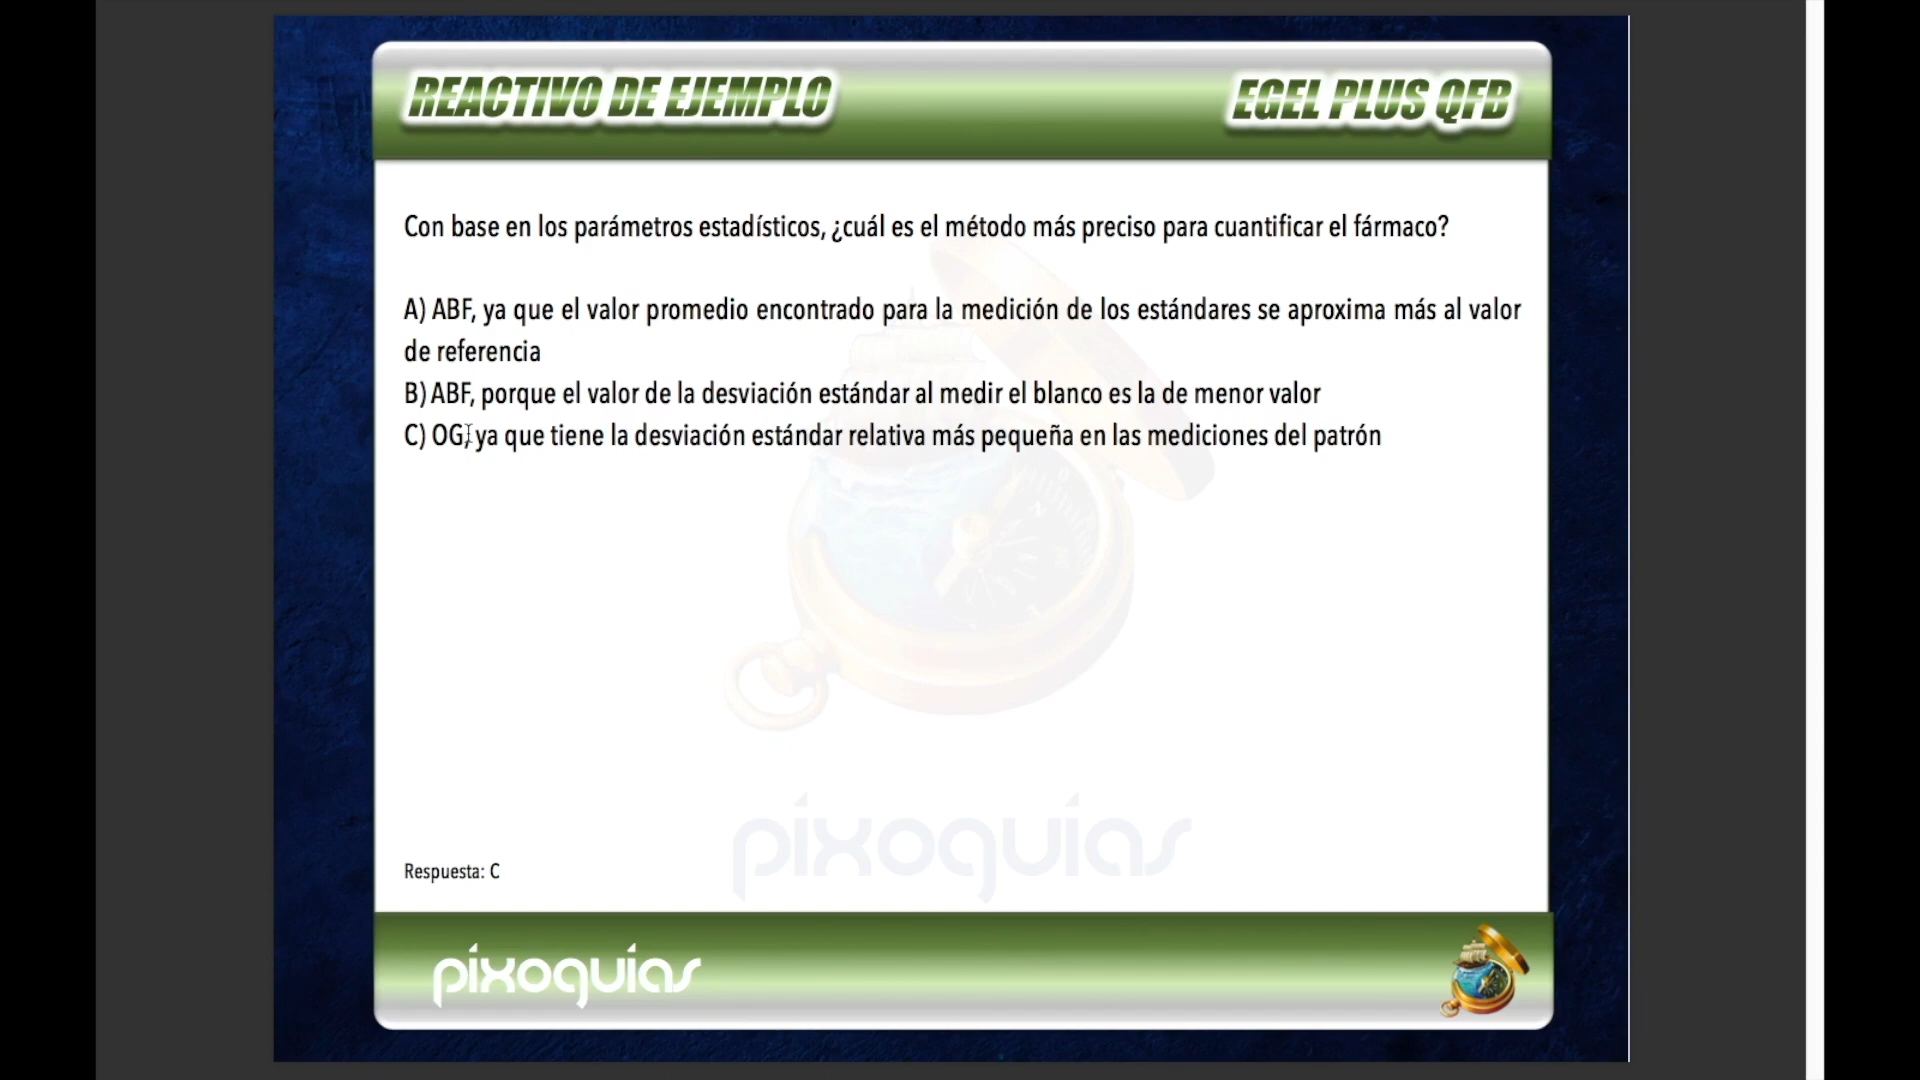 REACTIVO DE EJEMPLO
EGEL PLUS QFB
Con base en los parámetros estadísticos, ¿cuál es el método más preciso para cuantificar el fármaco?
A) ABF, ya que el valor promedio encontrado para la medición de los estándares se aproxima más al valor
de referencia
B) ABF, porque el valor de la desviación estándar al medir el blanco es la de menor valor
C) OG, ya que tiene la desviación estándar relativa más pequeña en las mediciones del patrón
pixoguías
Respuesta: C
pixoguías